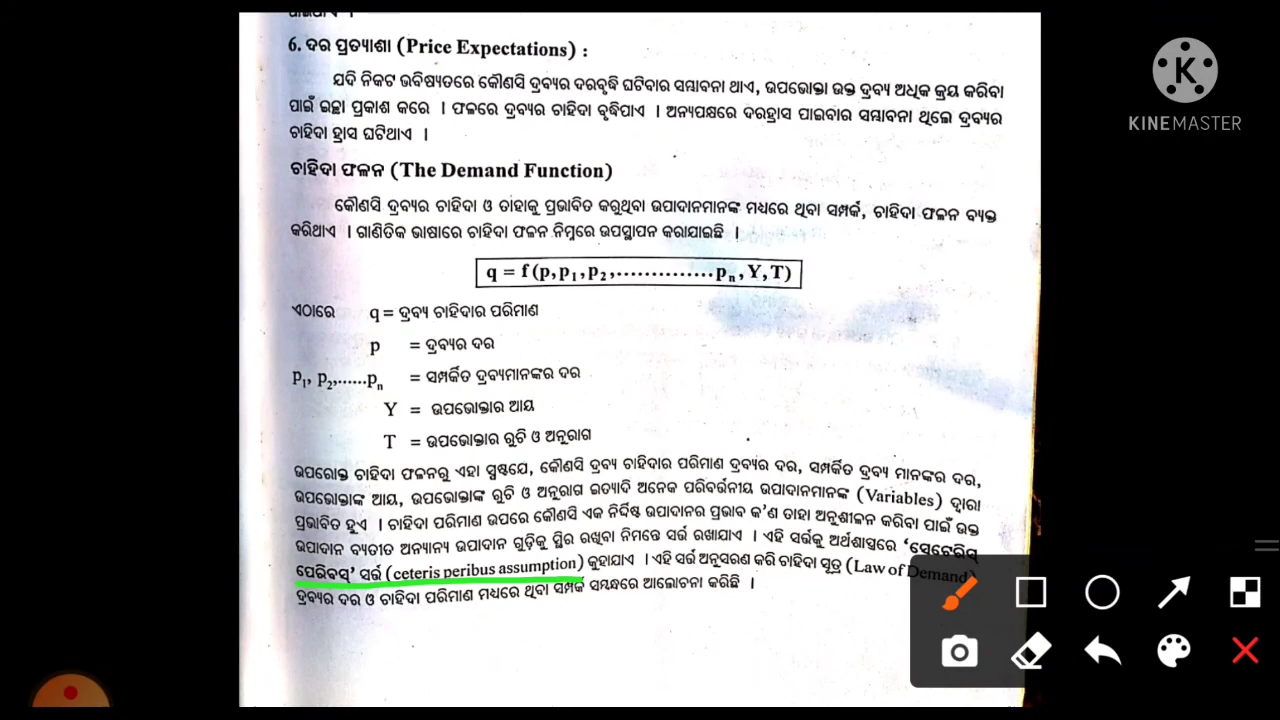 6. ଦର ପ୍ରତ୍ୟାଶା (Price Expectations) :
ଯଦି ନିକଟ ଭବିଷ୍ୟତରେ କୌଣସି ଦ୍ରବ୍ୟର ଦରବୃଦ୍ଧି ଘଟିବାର ସମ୍ଭାବନା ଥାଏ, ଉପଭୋକ୍ତା ଉକ୍ତ ଦ୍ରବ୍ୟ ଅଧିକ କ୍ରୟ କରିବା
ପାଇଁ ଇଚ୍ଛା ପ୍ରକାଶ କରେ । ଫଳରେ ଦ୍ରବ୍ୟର ଚାହିଦା ବୃଦ୍ଧିପାଏ । ଅନ୍ୟପକ୍ଷରେ ଦରହ୍ରାସ ପାଇବାର ସମ୍ଭାବନା ଥିଲେ ଦ୍ରବ୍ୟର
ଚାହିଦା ହ୍ରାସ ଘଟିଥାଏ ।
KINEMASTER
ଚାହିଦା ଫଳନ (The Demand Function)
କୌଣସି ଦ୍ରବ୍ୟର ଚାହିଦା ଓ ତାହାକୁ ପ୍ରଭାବିତ କରୁଥିବା ଉପାଦାନମାନଙ୍କ ମଧ୍ୟରେ ଥିବା ସମ୍ପର୍କ, ଚାହିଦା ଫଳନ ବ୍ୟକ୍ତ
କରିଥାଏ । ଗାଣିତିକ ଭାଷାରେ ଚାହିଦା ଫଳନ ନିମ୍ନରେ ଉପସ୍ଥାପନ କରାଯାଇଛି ।
q = f (p, p₁, p₂,...............pₙ, Y, T)
ଏଠାରେ q = ଦ୍ରବ୍ୟ ଚାହିଦାର ପରିମାଣ
p = ଦ୍ରବ୍ୟର ଦର
p₁, p₂,......pₙ = ସମ୍ପର୍କିତ ଦ୍ରବ୍ୟମାନଙ୍କର ଦର
Y = ଉପଭୋକ୍ତାର ଆୟ
T = ଉପଭୋକ୍ତାର ରୁଚି ଓ ଅନୁରାଗ
ଉପରୋକ୍ତ ଚାହିଦା ଫଳନରୁ ଏହା ସ୍ପଷ୍ଟଯେ, କୌଣସି ଦ୍ରବ୍ୟ ଚାହିଦାର ପରିମାଣ ଦ୍ରବ୍ୟର ଦର, ସମ୍ପର୍କିତ ଦ୍ରବ୍ୟ ମାନଙ୍କର ଦର,
ଉପଭୋକ୍ତାଙ୍କ ଆୟ, ଉପଭୋକ୍ତାଙ୍କ ରୁଚି ଓ ଅନୁରାଗ ଇତ୍ୟାଦି ଅନେକ ପରିବର୍ତ୍ତନୀୟ ଉପାଦାନମାନଙ୍କ (Variables) ଦ୍ୱାରା
ପ୍ରଭାବିତ ହୁଏ । ଚାହିଦା ପରିମାଣ ଉପରେ କୌଣସି ଏକ ନିର୍ଦ୍ଦିଷ୍ଟ ଉପାଦାନର ପ୍ରଭାବ କ'ଣ ତାହା ଅନୁଶୀଳନ କରିବା ପାଇଁ ଉକ୍ତ
ଉପାଦାନ ବ୍ୟତୀତ ଅନ୍ୟାନ୍ୟ ଉପାଦାନ ଗୁଡ଼ିକୁ ସ୍ଥିର ରଖିବା ନିମନ୍ତେ ସର୍ତ୍ତ ରଖାଯାଏ । ଏହି ସର୍ତ୍ତକୁ ଅର୍ଥଶାସ୍ତ୍ରରେ ‘ସେଟେରିସ୍
ପେରିବସ୍’ ସର୍ତ୍ତ (ceteris peribus assumption) କୁହାଯାଏ । ଏହି ସର୍ତ୍ତ ଅନୁସରଣ କରି ଚାହିଦା ସୂତ୍ର (Law of Demand)
ଦ୍ରବ୍ୟର ଦର ଓ ଚାହିଦା ପରିମାଣ ମଧ୍ୟରେ ଥିବା ସମ୍ପର୍କ ସମ୍ବନ୍ଧରେ ଆଲୋଚନା କରିଛି ।